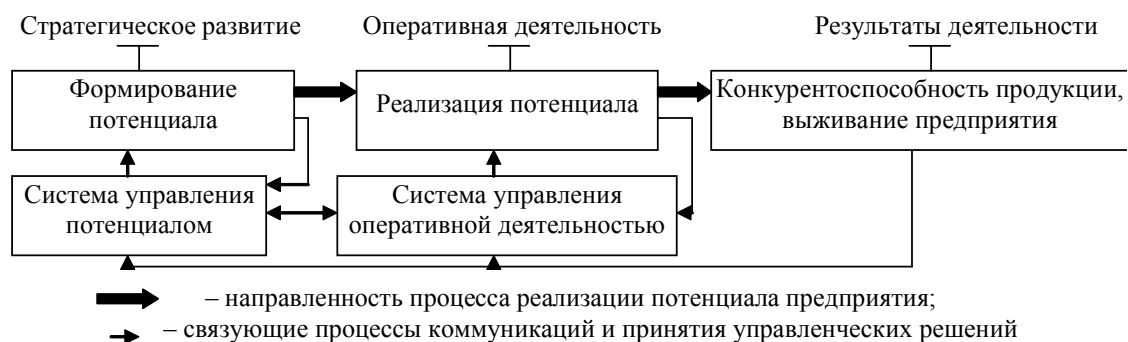 Стратегическое развитие
Оперативная деятельность
Результаты деятельности
Формирование
потенциала
Реализация потенциала
Конкурентоспособность продукции,
выживание предприятия
Система управления
потенциалом
Система управления
оперативной деятельностью
– направленность процесса реализации потенциала предприятия;
– связующие процессы коммуникаций и принятия управленческих решений